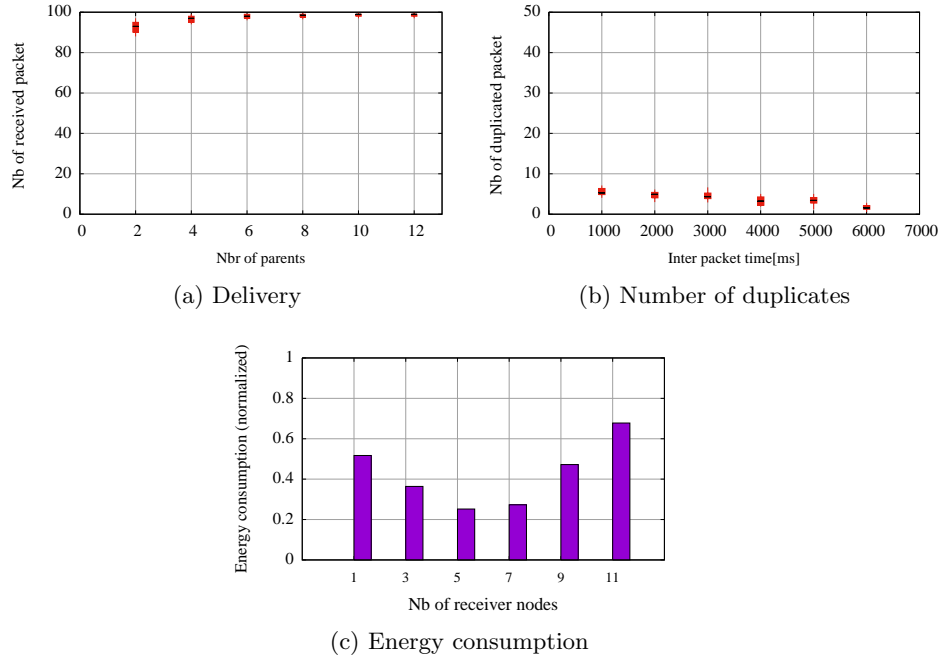 Nb of received packet
100
80
60
40
20
0
0 2 4 6 8 10 12
Nbr of parents
(a) Delivery
Nb of duplicated packet
50
40
30
20
10
0
0 1000 2000 3000 4000 5000 6000 7000
Inter packet time[ms]
(b) Number of duplicates
Energy consumption (normalized)
1
0.8
0.6
0.4
0.2
0
1 3 5 7 9 11
Nb of receiver nodes
(c) Energy consumption